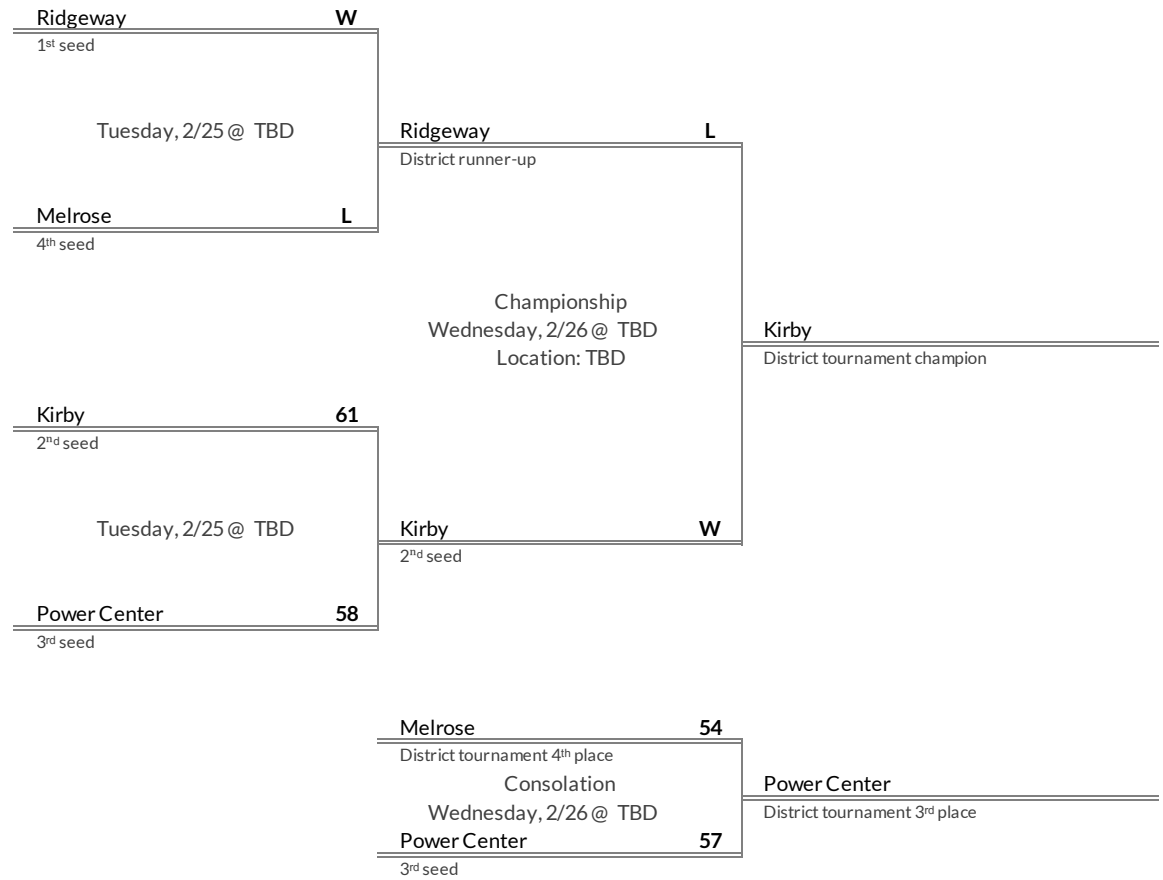 Ridgeway W
1st seed
Tuesday, 2/25 @ TBD
Melrose L
4th seed
Ridgeway L
District runner-up
Championship
Wednesday, 2/26 @ TBD
Location: TBD
Kirby
District tournament champion
Kirby 61
2nd seed
Tuesday, 2/25 @ TBD
Power Center 58
3rd seed
Kirby W
2nd seed
Melrose 54
District tournament 4th place
Consolation
Wednesday, 2/26 @ TBD
Power Center 57
3rd seed
Power Center
District tournament 3rd place